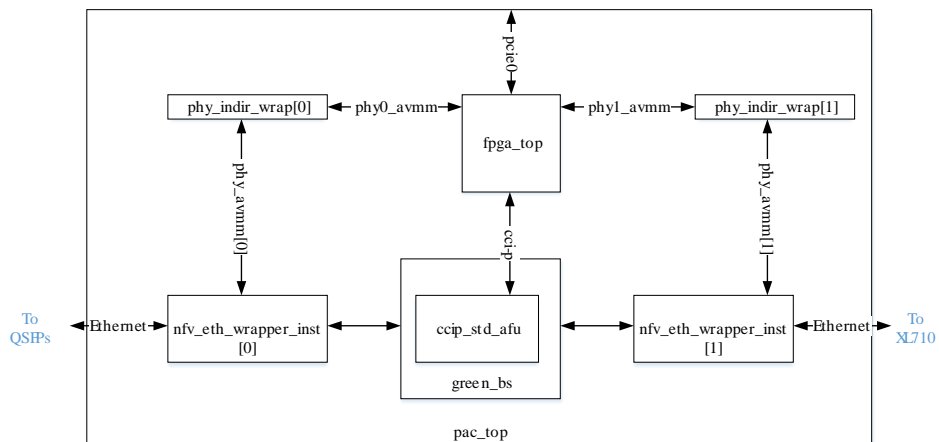 pcie0
phy_indir_wrap[0]
phy0_avmm
phy1_avmm
phy_indir_wrap[1]
fpga_top
phy_avmm[0]
phy_avmm[1]
cci-p
To
QSFPs
Ethernet
nfv_eth_wrapper_inst
[0]
ccip_std_afu
nfv_eth_wrapper_inst
[1]
Ethernet
To
XL710
green_bs
pac_top